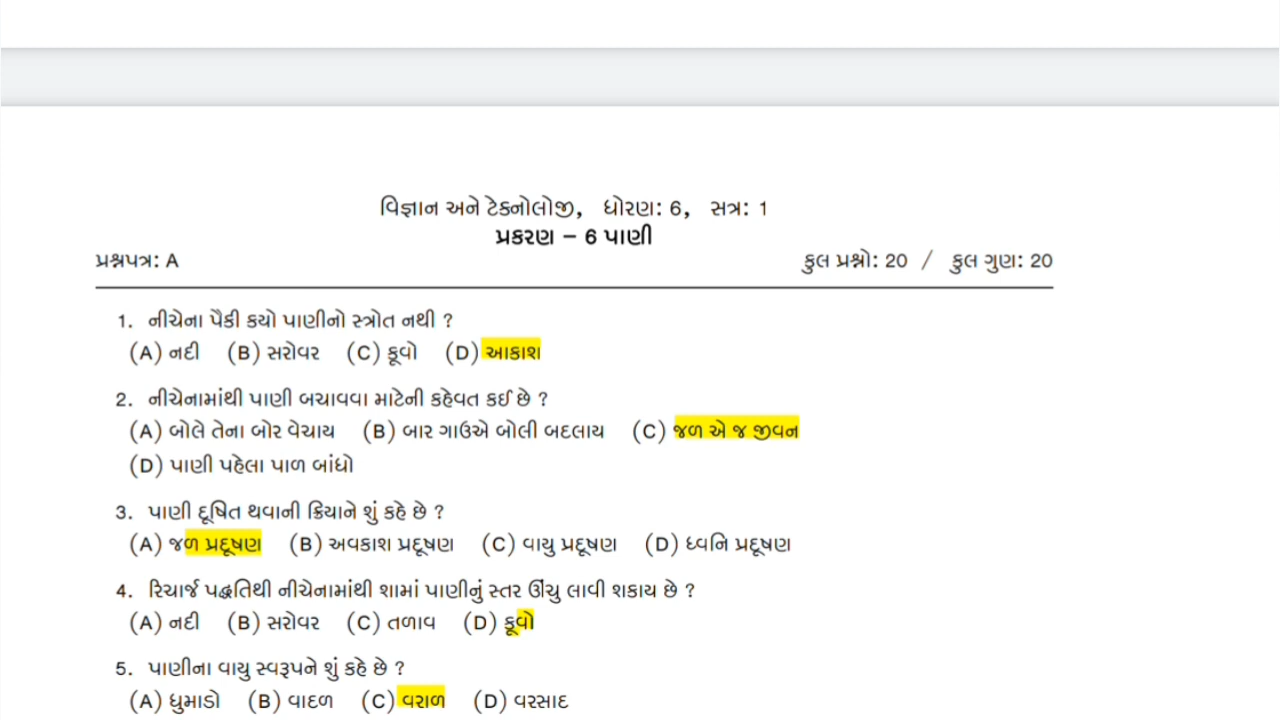 વિજ્ઞાન અને ટેક્નોલોજી, ધોરણ: 6, સત્ર: 1
પ્રકરણ – 6 પાણી
પ્રશ્નપત્ર: A કુલ પ્રશ્નો: 20 / કુલ ગુણ: 20
1. નીચેના પૈકી કયો પાણીનો સ્ત્રોત નથી ?
(A) નદી (B) સરોવર (C) કૂવો (D) આકાશ
2. નીચેનામાંથી પાણી બચાવવા માટેની કહેવત કઈ છે ?
(A) બોલે તેના બોર વેચાય (B) બાર ગાઉએ બોલી બદલાય (C) જળ એ જ જીવન
(D) પાણી પહેલા પાળ બાંધો
3. પાણી દૂષિત થવાની ક્રિયાને શું કહે છે ?
(A) જળ પ્રદૂષણ (B) અવકાશ પ્રદૂષણ (C) વાયુ પ્રદૂષણ (D) ધ્વનિ પ્રદૂષણ
4. રિચાર્જ પદ્ધતિથી નીચેનામાંથી શામાં પાણીનું સ્તર ઊંચુ લાવી શકાય છે ?
(A) નદી (B) સરોવર (C) તળાવ (D) કૂવો
5. પાણીના વાયુ સ્વરૂપને શું કહે છે ?
(A) ધુમાડો (B) વાદળ (C) વરાળ (D) વરસાદ